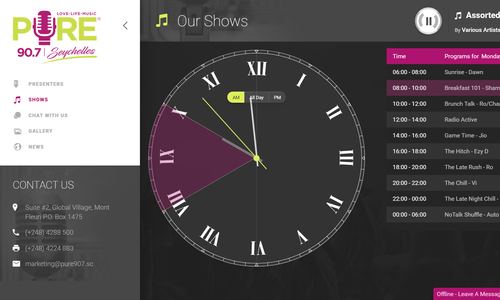 LOVE•LIFE•MUSIC
PURE
90.7 Seychelles
PRESENTERS
SHOWS
CHAT WITH US
GALLERY
NEWS
CONTACT US
Suite #2, Global Village, Mont
Fleuri P.O. Box 1475
(+248) 4288 500
(+248) 4224 883
marketing@pure907.sc
Our Shows
Assorted
By Various Artists
XII
I
II
III
IIII
V
VI
VII
VIII
IX
X
XI
AM All Day PM
Time Programs for Monda
06:00 - 08:00 Sunrise - Dawn
08:00 - 10:00 Breakfast 101 - Sham
10:00 - 12:00 Brunch Talk - Ro/Cha
12:00 - 14:00 Radio Active
14:00 - 16:00 Game Time - Jio
16:00 - 18:00 The Hitch - Ezy D
18:00 - 20:00 The Late Rush - Ro
20:00 - 22:00 The Chill - Vi
22:00 - 00:00 The Late Night Chill -
00:00 - 06:00 NoTalk Shuffle - Auto
Offline - Leave A Messag